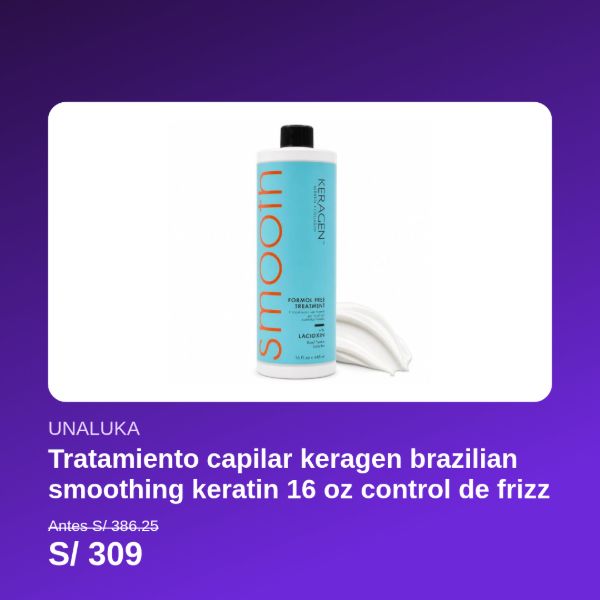 smooth
KERAGEN
FORMOL FREE
TREATMENT
LACIOXIN
UNALUKA
Tratamiento capilar keragen brazilian
smoothing keratin 16 oz control de frizz
Antes S/ 386.25
S/ 309